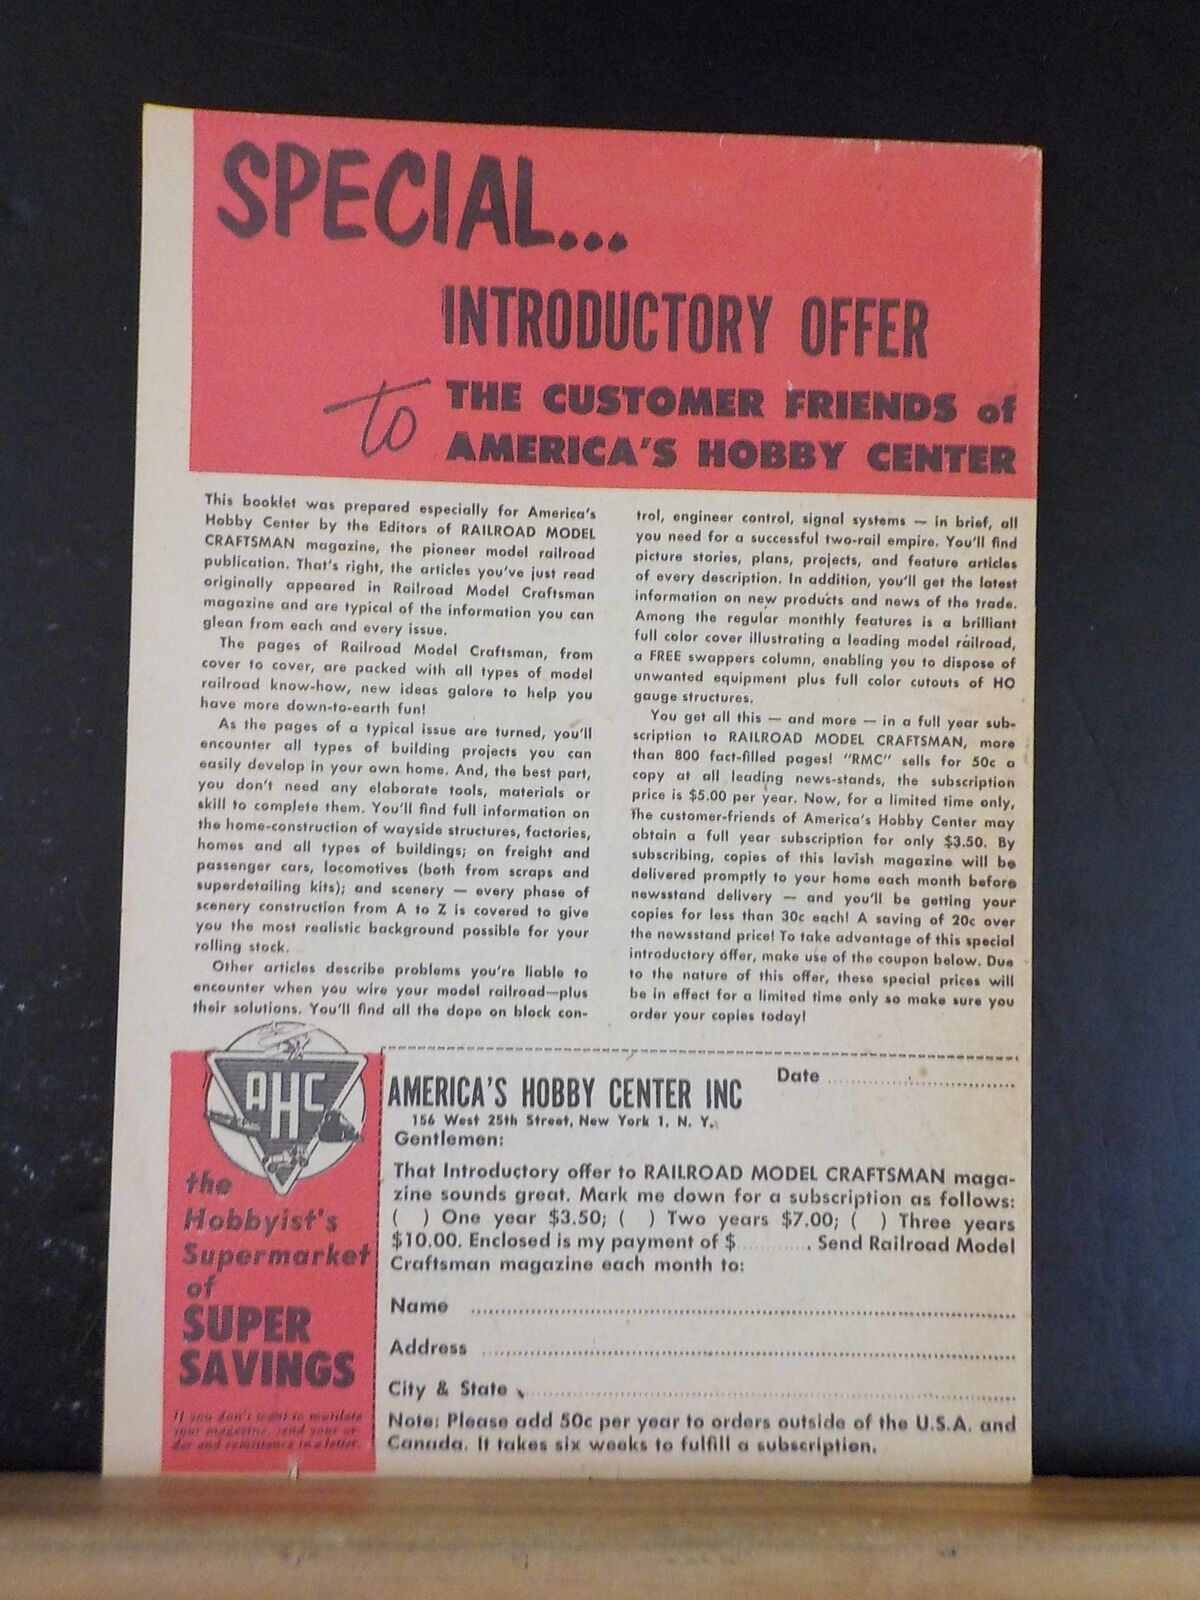 SPECIAL...
INTRODUCTORY OFFER
to THE CUSTOMER FRIENDS of
AMERICA'S HOBBY CENTER
This booklet was prepared especially for America's
Hobby Center by the Editors of RAILROAD MODEL
CRAFTSMAN magazine, the pioneer model railroad
publication. That's right, the articles you've just read
originally appeared in Railroad Model Craftsman
magazine and are typical of the information you can
glean from each and every issue.
The pages of Railroad Model Craftsman, from
cover to cover, are packed with all types of model
railroad know-how, new ideas galore to help you
have more down-to-earth fun!
As the pages of a typical issue are turned, you'll
encounter all types of building projects you can
easily develop in your own home. And, the best part,
you don't need any elaborate tools, materials or
skill to complete them. You'll find full information on
the home-construction of wayside structures, factories,
homes and all types of buildings; on freight and
passenger cars, locomotives (both from scraps and
superdetailing kits); and scenery — every phase of
scenery construction from A to Z is covered to give
you the most realistic background possible for your
rolling stock.
Other articles describe problems you're liable to
encounter when you wire your model railroad—plus
their solutions. You'll find all the dope on block con-
trol, engineer control, signal systems — in brief, all
you need for a successful two-rail empire. You'll find
picture stories, plans, projects, and feature articles
of every description. In addition, you'll get the latest
information on new products and news of the trade.
Among the regular monthly features is a brilliant
full color cover illustrating a leading model railroad,
a FREE swappers column, enabling you to dispose of
unwanted equipment plus full color cutouts of HO
gauge structures.
You get all this — and more — in a full year sub-
scription to RAILROAD MODEL CRAFTSMAN, more
than 800 fact-filled pages! "RMC" sells for 50c a
copy at all leading news-stands, the subscription
price is $5.00 per year. Now, for a limited time only,
the customer-friends of America's Hobby Center may
obtain a full year subscription for only $3.50. By
subscribing, copies of this lavish magazine will be
delivered promptly to your home each month before
newsstand delivery — and you'll be getting your
copies for less than 30c each! A saving of 20c over
the newsstand price! To take advantage of this special
introductory offer, make use of the coupon below. Due
to the nature of this offer, these special prices will
be in effect for a limited time only so make sure you
order your copies today!
AHC
the
Hobbyist's
Supermarket
of
SUPER
SAVINGS
If you don't want to mutilate
your magazine, send your or-
der and remittance in a letter.
AMERICA'S HOBBY CENTER INC
Date
156 West 25th Street, New York 1, N. Y.
Gentlemen:
That Introductory offer to RAILROAD MODEL CRAFTSMAN maga-
zine sounds great. Mark me down for a subscription as follows:
( ) One year $3.50; ( ) Two years $7.00; ( ) Three years
$10.00. Enclosed is my payment of $ .......... . Send Railroad Model
Craftsman magazine each month to:
Name
Address
City & State
Note: Please add 50c per year to orders outside of the U.S.A. and
Canada. It takes six weeks to fulfill a subscription.